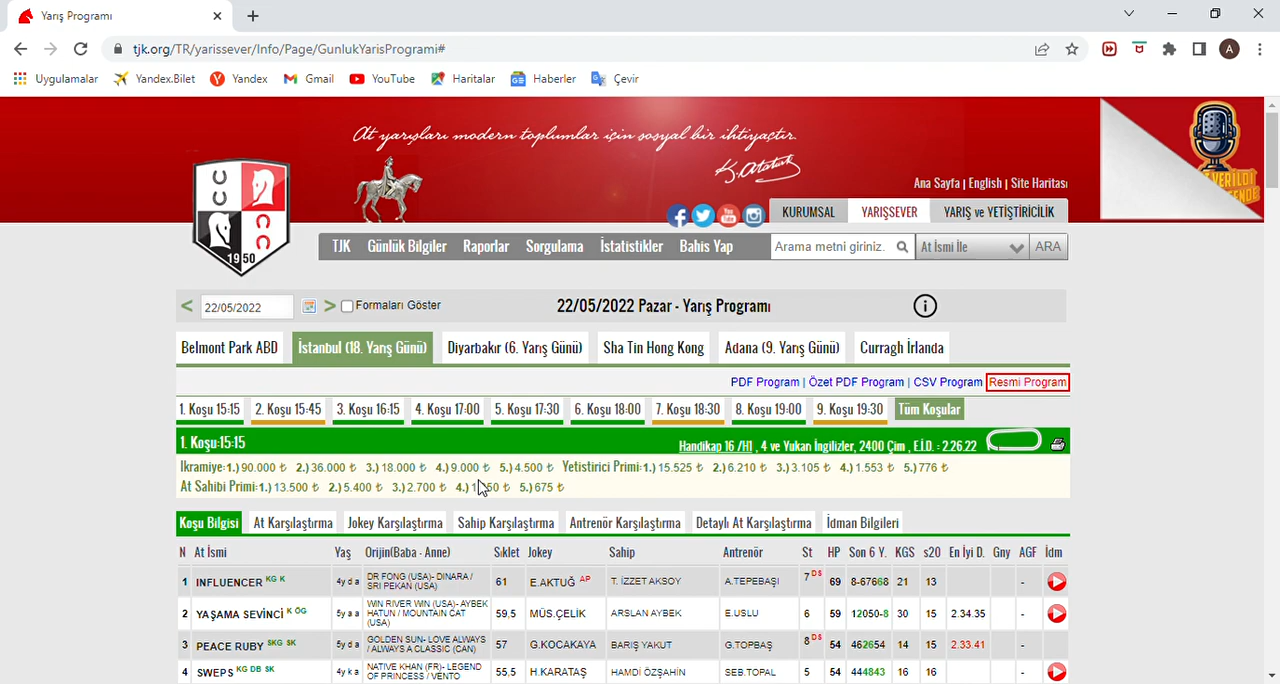 Yarış Programı
tjk.org/TR/yarissever/Info/Page/GunlukYarisProgrami#
A
Uygulamalar Yandex.Bilet Yandex Gmail YouTube Haritalar Haberler Çevir
At yarışları modern toplumlar için sosyal bir ihtiyaçtır.
K. Atatürk
VERİLDİ
Ana Sayfa | English | Site Haritası
KURUMSAL YARIŞSEVER YARIŞ ve YETİŞTİRİCİLİK
1950
TJK Günlük Bilgiler Raporlar Sorgulama İstatistikler Bahis Yap Arama metni giriniz. At İsmi İle ARA
< 22/05/2022 > Formaları Göster 22/05/2022 Pazar - Yarış Programı
Belmont Park ABD İstanbul (18. Yarış Günü) Diyarbakır (6. Yarış Günü) Sha Tin Hong Kong Adana (9. Yarış Günü) Curragh İrlanda
PDF Program | Özet PDF Program | CSV Program Resmi Program
1. Koşu 15:15 2. Koşu 15:45 3. Koşu 16:15 4. Koşu 17:00 5. Koşu 17:30 6. Koşu 18:00 7. Koşu 18:30 8. Koşu 19:00 9. Koşu 19:30 Tüm Koşular
1. Koşu:15:15 Handikap 16 /H1 , 4 ve Yukarı İngilizler, 2400 Çim , E.İ.D. : 2.26.22
Ikramiye:1.) 90.000 ₺ 2.) 36.000 ₺ 3.) 18.000 ₺ 4.) 9.000 ₺ 5.) 4.500 ₺ Yetistirici Primi:1.) 15.525 ₺ 2.) 6.210 ₺ 3.) 3.105 ₺ 4.) 1.553 ₺ 5.) 776 ₺
At Sahibi Primi:1.) 13.500 ₺ 2.) 5.400 ₺ 3.) 2.700 ₺ 4.) ₺ 5.) 675 ₺
Koşu Bilgisi At Karşılaştırma Jokey Karşılaştırma Sahip Karşılaştırma Antrenör Karşılaştırma Detaylı At Karşılaştırma İdman Bilgileri
N At İsmi Yaş Orijin(Baba - Anne) Sıklet Jokey Sahip Antrenör St HP Son 6 Y. KGS s20 En İyi D. Gny AGF İdm
1 INFLUENCER KG K 4y d a DR FONG (USA)- DINARA / SRI PEKAN (USA) 61 E.AKTUĞ AP T. İZZET AKSOY A.TEPEBAŞI 7 DS 69 8-67668 21 13 -
2 YAŞAMA SEVİNCİ K ÖG 5y a a WIN RIVER WIN (USA)- AYBEK HATUN / MOUNTAIN CAT (USA) 59,5 MÜS.ÇELİK ARSLAN AYBEK E.USLU 6 59 12050-8 30 15 2.34.35 -
3 PEACE RUBY SKG SK 5y d a GOLDEN SUN- LOVE ALWAYS / ALWAYS A CLASSIC (CAN) 57 G.KOCAKAYA BARIŞ YAKUT G.TOPBAŞ 8 DS 54 462654 14 15 2.33.41 -
4 SWEPS KG DB SK 4y k a NATIVE KHAN (FR)- LEGEND OF PRINCESS / VENTO 55,5 H.KARATAŞ HAMDİ ÖZŞAHİN SEB.TOPAL 5 54 444843 16 16 -